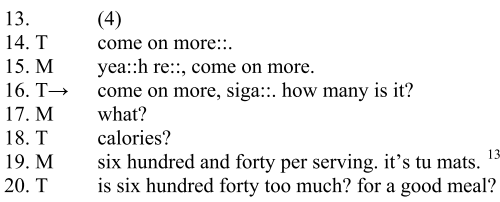 13. (4)
14. T come on more::.
15. M yea::h re::, come on more.
16. T→ come on more, siga::. how many is it?
17. M what?
18. T calories?
19. M six hundred and forty per serving. it's tu mats. 13
20. T is six hundred forty too much? for a good meal?